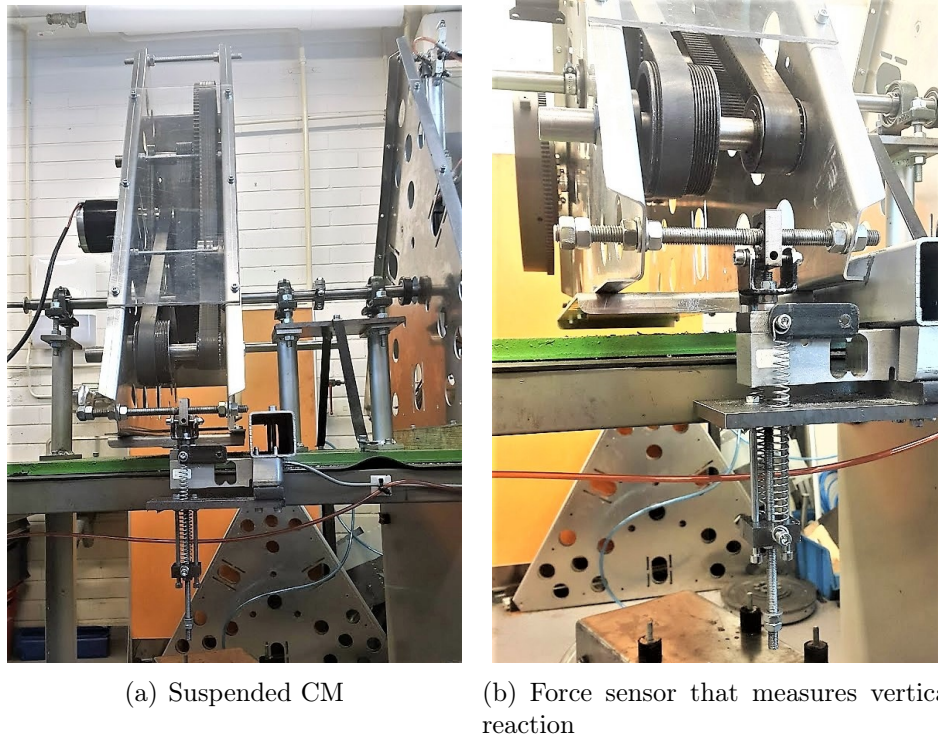 (a) Suspended CM
(b) Force sensor that measures vertica
reaction